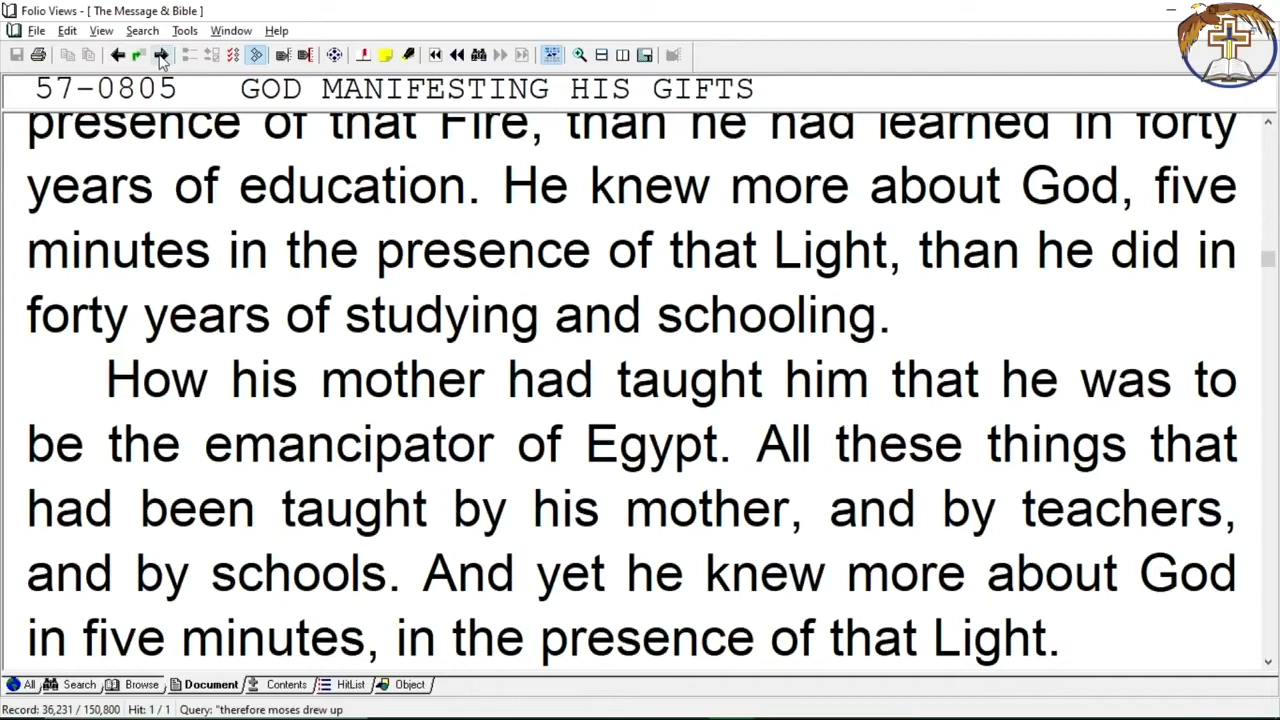 Folio Views - [ The Message & Bible ]
File Edit View Search Tools Window Help
57-0805 GOD MANIFESTING HIS GIFTS
presence of that Fire, than he had learned in forty
years of education. He knew more about God, five
minutes in the presence of that Light, than he did in
forty years of studying and schooling.
How his mother had taught him that he was to
be the emancipator of Egypt. All these things that
had been taught by his mother, and by teachers,
and by schools. And yet he knew more about God
in five minutes, in the presence of that Light.
All Search Browse Document Contents HitList Object
Record: 36,231 / 150,800 Hit: 1 / 1 Query: "therefore moses drew up